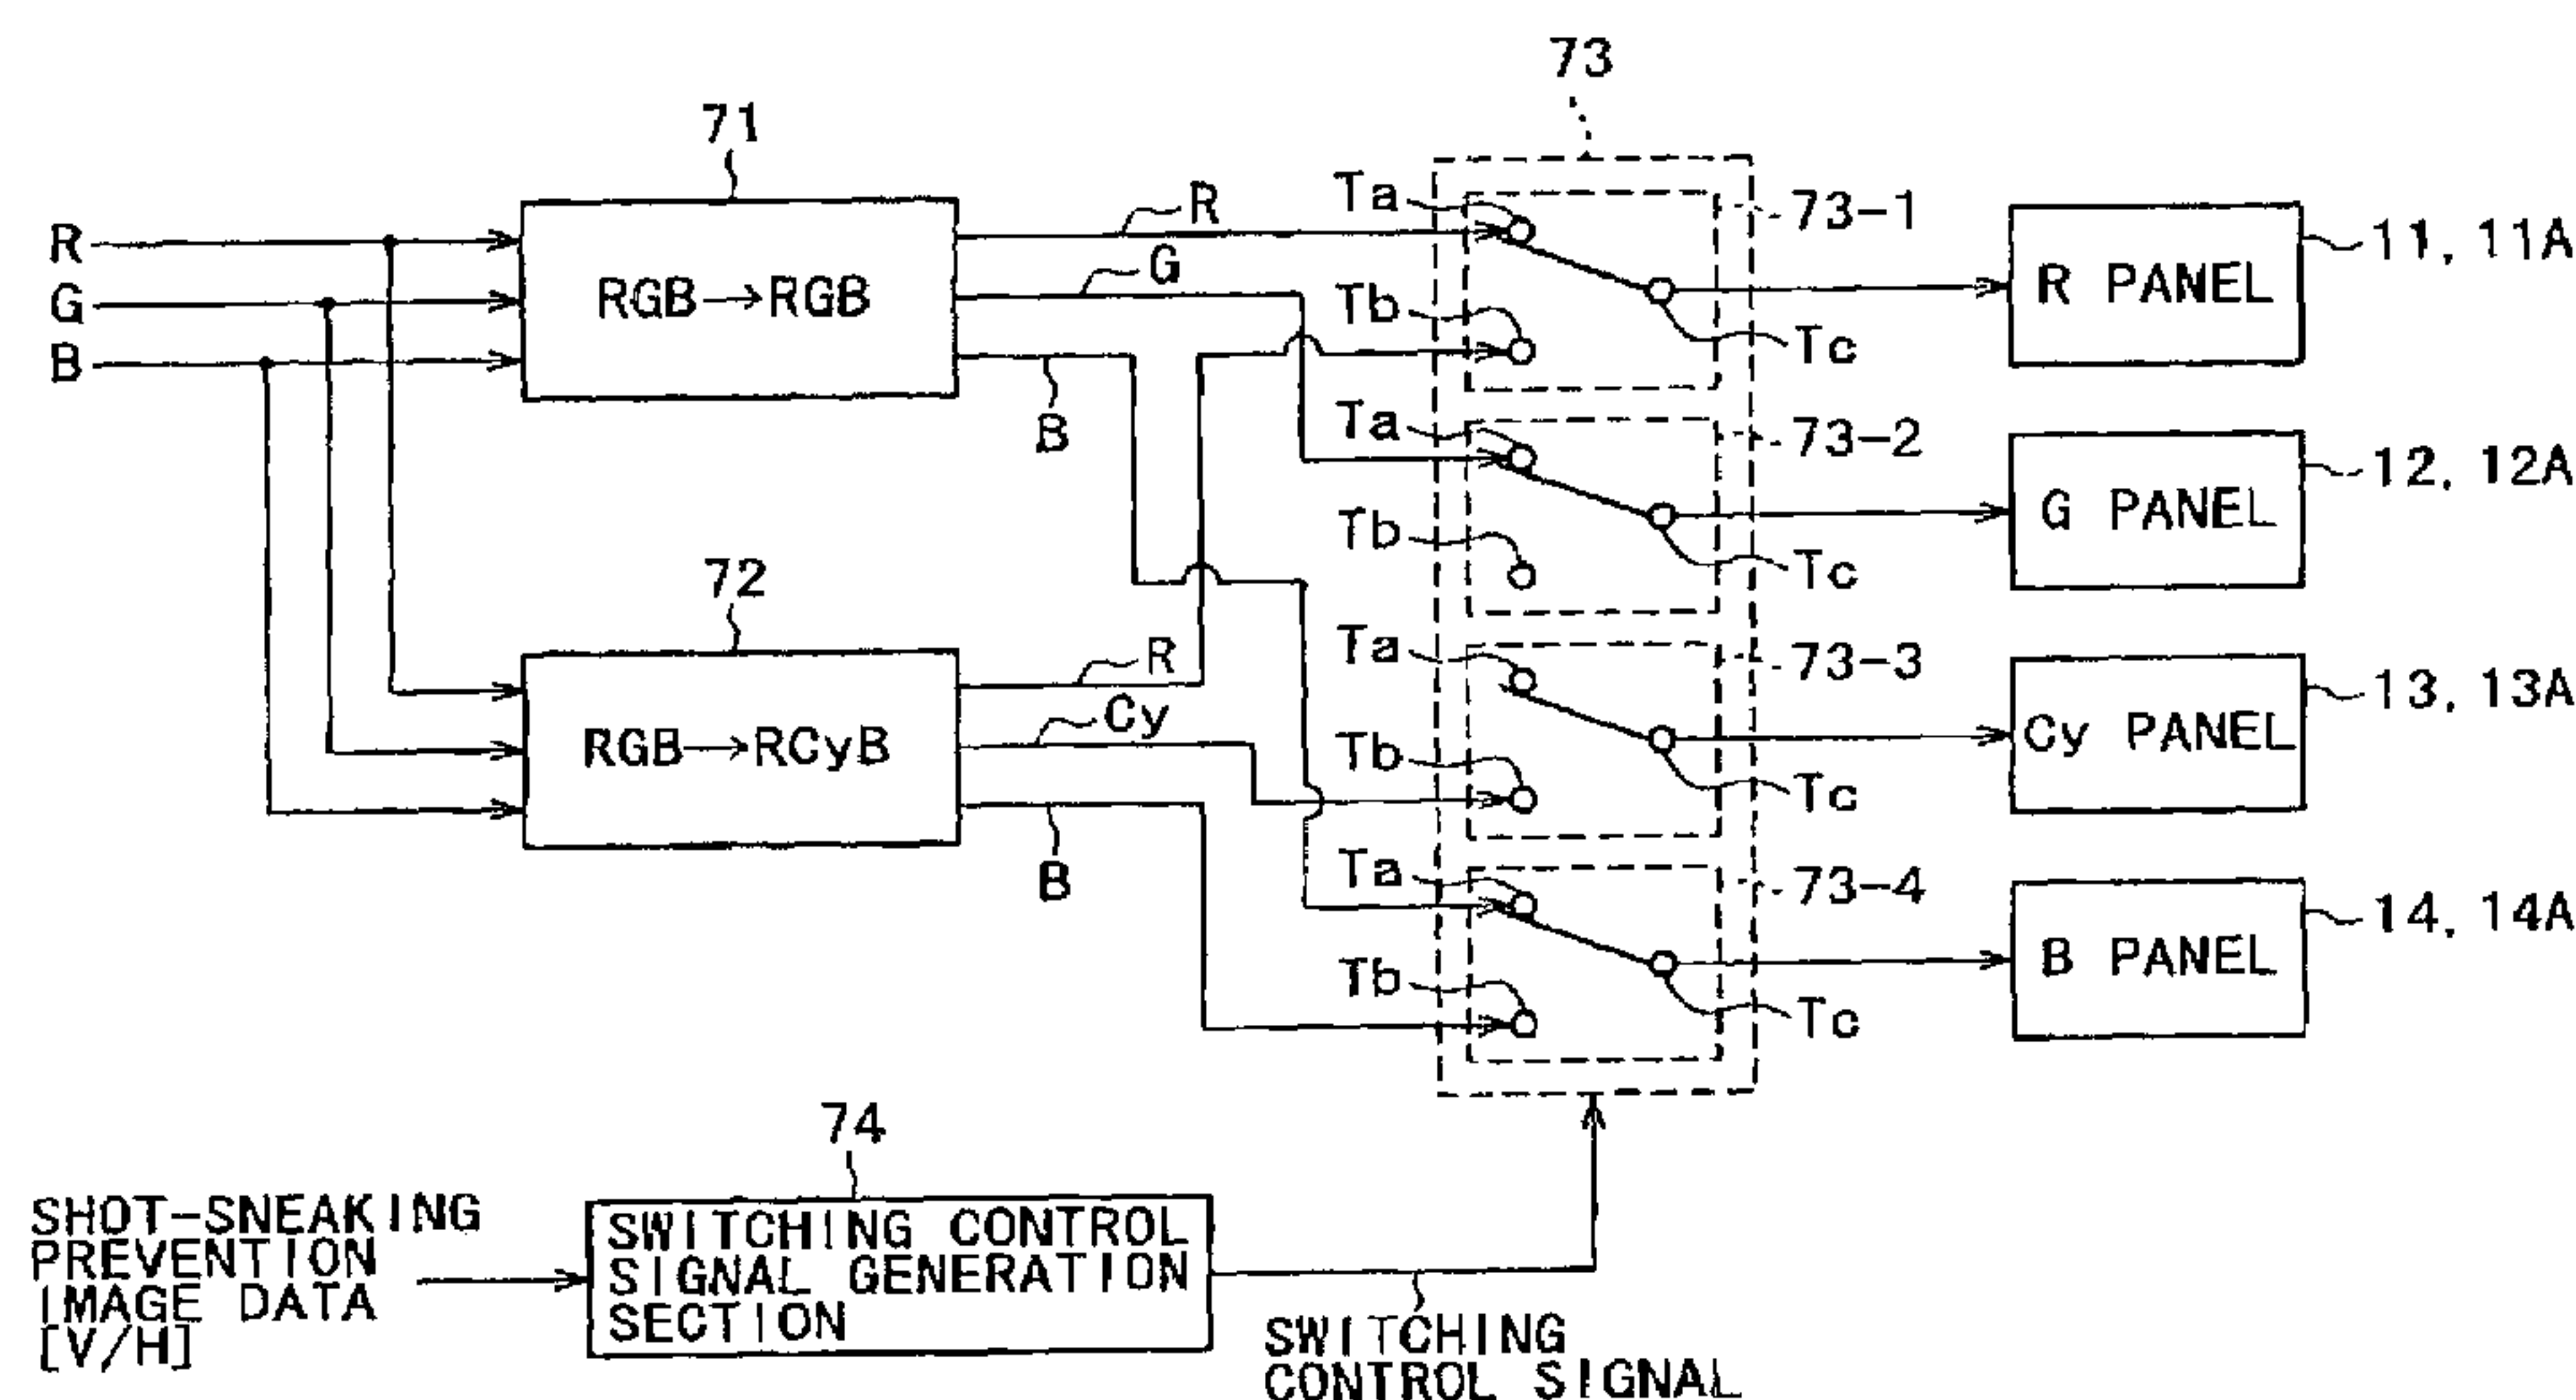 73
71
R
Ta
73-1
11, 11A
R
G
G
B
RGB→RGB
Tb
R PANEL
Tc
B
Ta
73-2
12, 12A
G PANEL
Tb
Tc
72
Ta
73-3
13, 13A
R
Cy
RGB→RCyB
Tb
Cy PANEL
Tc
B
Ta
73-4
14, 14A
Tb
B PANEL
Tc
74
SHOT-SNEAKING
PREVENTION
IMAGE DATA
[V/H]
SWITCHING CONTROL
SIGNAL GENERATION
SECTION
SWITCHING
CONTROL SIGNAL